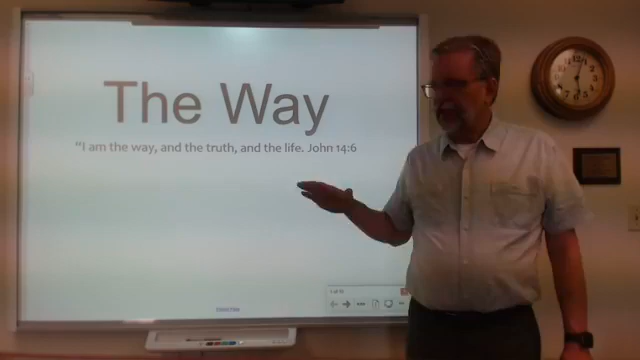 The Way
“I am the way, and the truth, and the life. John 14:6